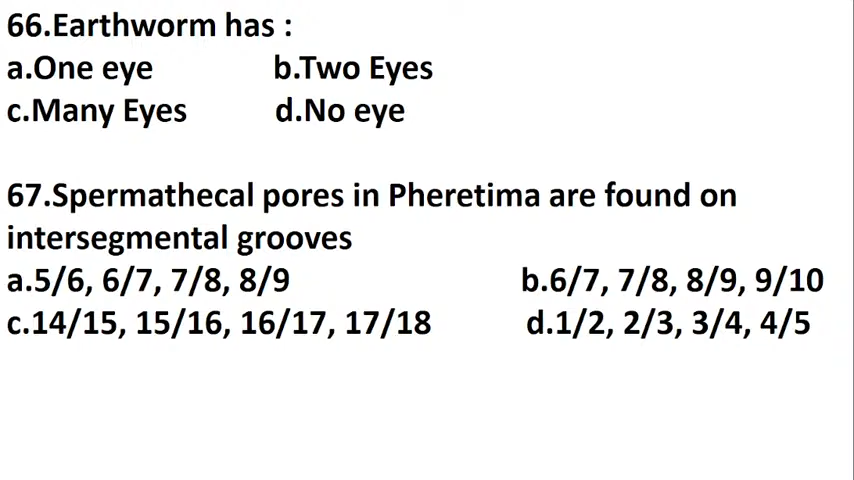 66.Earthworm has :
a.One eye b.Two Eyes
c.Many Eyes d.No eye
67.Spermathecal pores in Pheretima are found on
intersegmental grooves
a.5/6, 6/7, 7/8, 8/9 b.6/7, 7/8, 8/9, 9/10
c.14/15, 15/16, 16/17, 17/18 d.1/2, 2/3, 3/4, 4/5